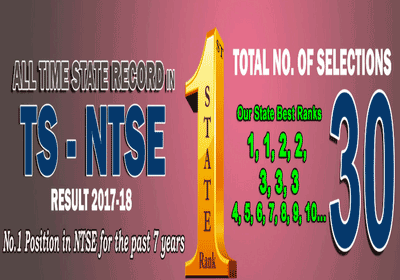 ALL TIME STATE RECORD IN
TS - NTSE
RESULT 2017-18
No.1 Position in NTSE for the past 7 years
1ST
STATE
Rank
TOTAL NO. OF SELECTIONS
30
Our State Best Ranks
1, 1, 2, 2,
3, 3, 3
4, 5, 6, 7, 8, 9, 10...